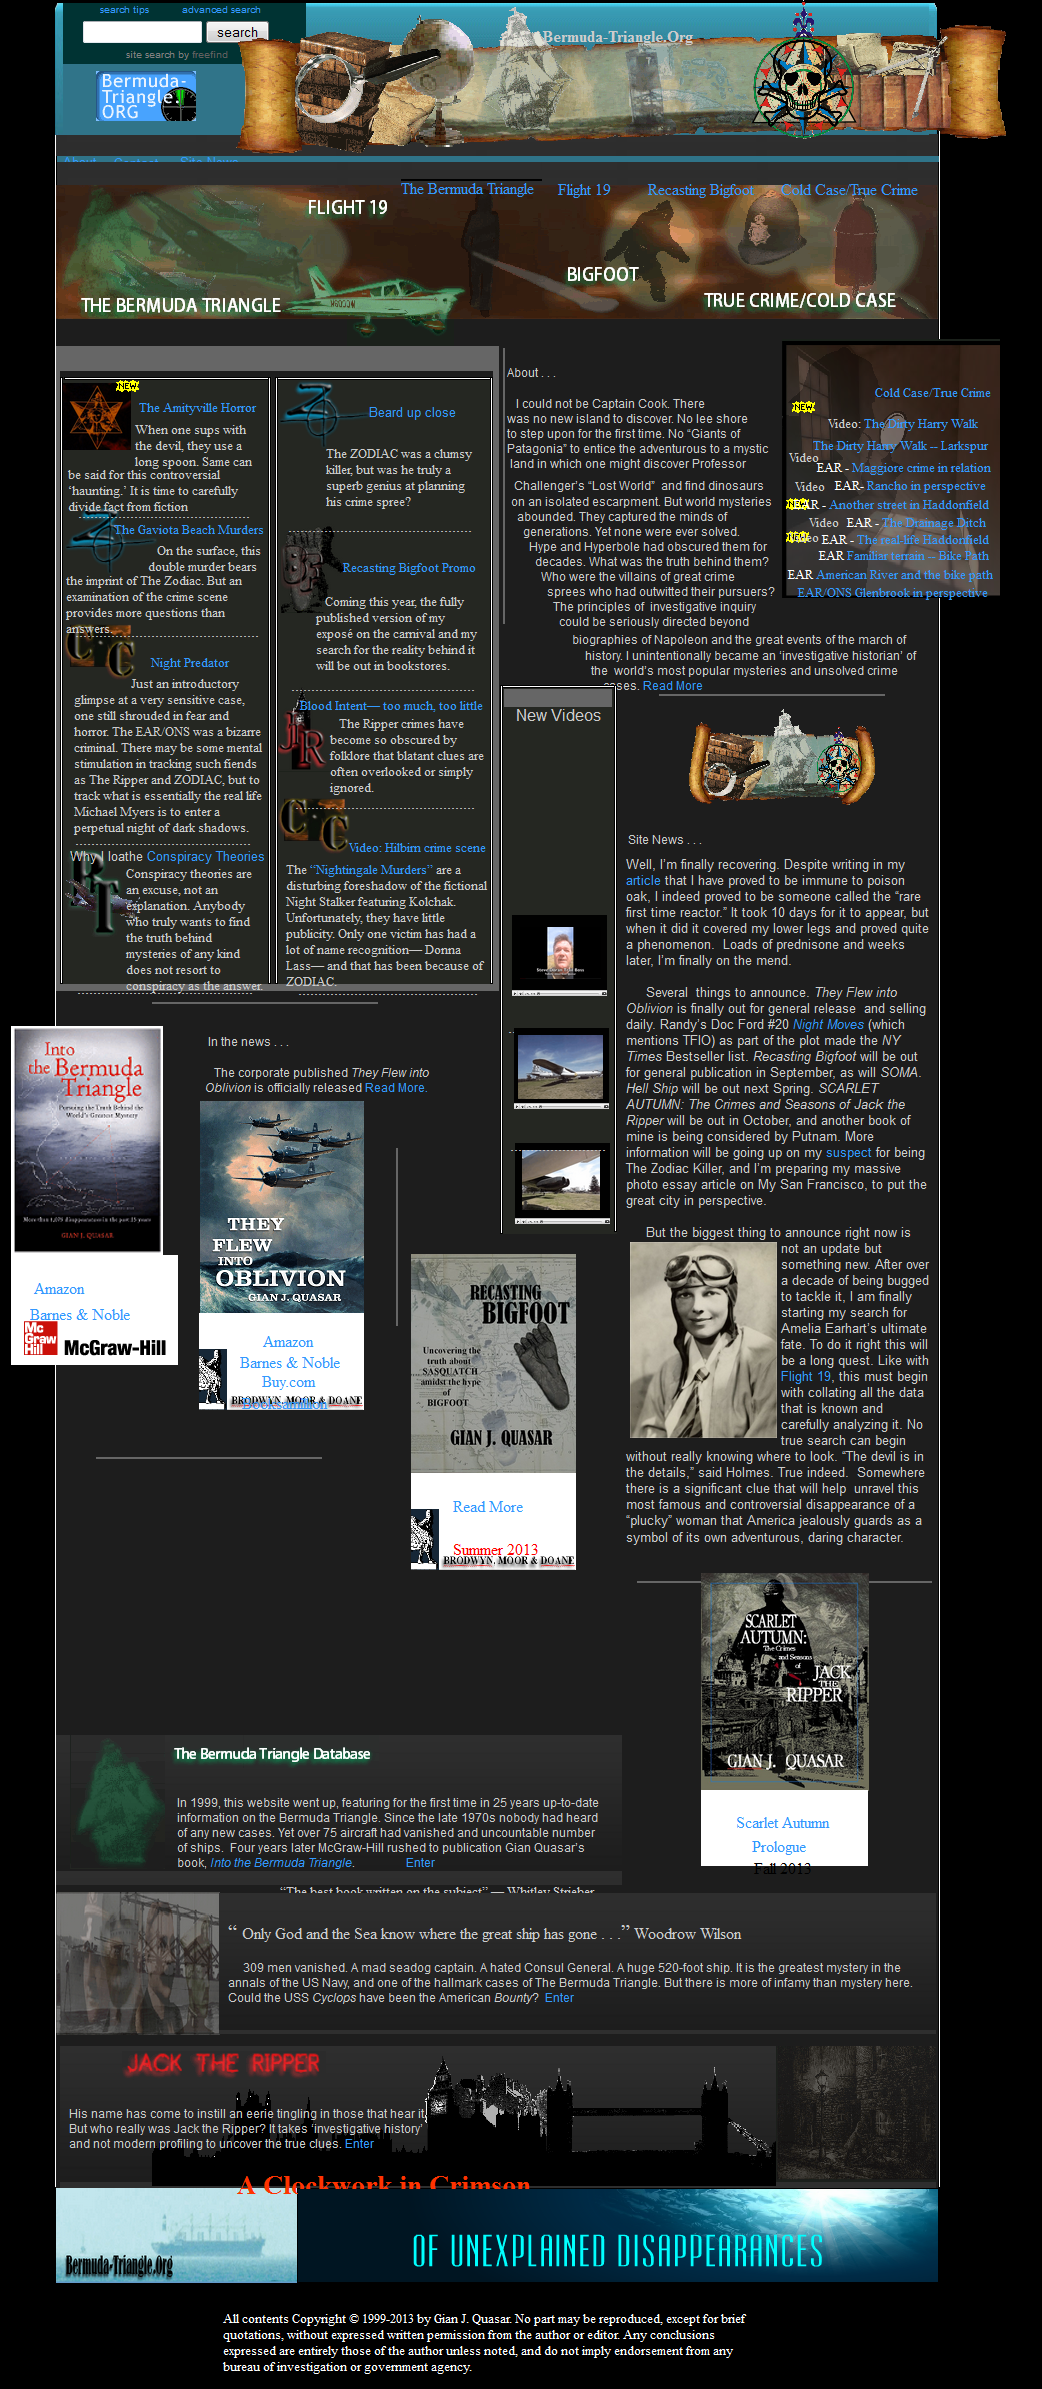 search tips advanced search
search
site search by freefind
Bermuda-
Triangle.
ORG
Bermuda-Triangle.Org
About Contact Site News
The Bermuda Triangle Flight 19 Recasting Bigfoot Cold Case/True Crime
FLIGHT 19
BIGFOOT
THE BERMUDA TRIANGLE
TRUE CRIME/COLD CASE
NEW
The Amityville Horror
When one sups with
the devil, they use a
long spoon. Same can
be said for this controversial
‘haunting.’ It is time to carefully
divide fact from fiction
The Gaviota Beach Murders
On the surface, this
double murder bears
the imprint of The Zodiac. But an
examination of the crime scene
provides more questions than
answers.
Night Predator
Just an introductory
glimpse at a very sensitive case,
one still shrouded in fear and
horror. The EAR/ONS was a bizarre
criminal. There may be some mental
stimulation in tracking such fiends
as The Ripper and ZODIAC, but to
track what is essentially the real life
Michael Myers is to enter a
perpetual night of dark shadows.
Why I loathe Conspiracy Theories
Conspiracy theories are
an excuse, not an
explanation. Anybody
who truly wants to find
the truth behind
mysteries of any kind
does not resort to
conspiracy as the answer.
Beard up close
The ZODIAC was a clumsy
killer, but was he truly a
superb genius at planning
his crime spree?
Recasting Bigfoot Promo
Coming this year, the fully
published version of my
exposé on the carnival and my
search for the reality behind it
will be out in bookstores.
Blood Intent— too much, too little
The Ripper crimes have
become so obscured by
folklore that blatant clues are
often overlooked or simply
ignored.
Video: Hilbirn crime scene
The “Nightingale Murders” are a
disturbing foreshadow of the fictional
Night Stalker featuring Kolchak.
Unfortunately, they have little
publicity. Only one victim has had a
lot of name recognition— Donna
Lass— and that has been because of
ZODIAC.
About . . .
I could not be Captain Cook. There
was no new island to discover. No lee shore
to step upon for the first time. No “Giants of
Patagonia” to entice the adventurous to a mystic
land in which one might discover Professor
Challenger’s “Lost World” and find dinosaurs
on an isolated escarpment. But world mysteries
abounded. They captured the minds of
generations. Yet none were ever solved.
Hype and Hyperbole had obscured them for
decades. What was the truth behind them?
Who were the villains of great crime
sprees who had outwitted their pursuers?
The principles of investigative inquiry
could be seriously directed beyond
biographies of Napoleon and the great events of the march of
history. I unintentionally became an ‘investigative historian’ of
the world’s most popular mysteries and unsolved crime
cases. Read More
Cold Case/True Crime
NEW
Video: The Dirty Harry Walk
The Dirty Harry Walk -- Larkspur
Video
EAR - Maggiore crime in relation
Video EAR- Rancho in perspective
NEW EAR - Another street in Haddonfield
Video EAR - The Drainage Ditch
NEW Video EAR - The real-life Haddonfield
EAR Familiar terrain -- Bike Path
EAR American River and the bike path
EAR/ONS Glenbrook in perspective
New Videos
Site News . . .
Well, I’m finally recovering. Despite writing in my
article that I have proved to be immune to poison
oak, I indeed proved to be someone called the “rare
first time reactor.” It took 10 days for it to appear, but
when it did it covered my lower legs and proved quite
a phenomenon. Loads of prednisone and weeks
later, I’m finally on the mend.
Several things to announce. They Flew into
Oblivion is finally out for general release and selling
daily. Randy’s Doc Ford #20 Night Moves (which
mentions TFIO) as part of the plot made the NY
Times Bestseller list. Recasting Bigfoot will be out
for general publication in September, as will SOMA.
Hell Ship will be out next Spring. SCARLET
AUTUMN: The Crimes and Seasons of Jack the
Ripper will be out in October, and another book of
mine is being considered by Putnam. More
information will be going up on my suspect for being
The Zodiac Killer, and I’m preparing my massive
photo essay article on My San Francisco, to put the
great city in perspective.
But the biggest thing to announce right now is
not an update but
something new. After over
a decade of being bugged
to tackle it, I am finally
starting my search for
Amelia Earhart’s ultimate
fate. To do it right this will
be a long quest. Like with
Flight 19, this must begin
with collating all the data
that is known and
carefully analyzing it. No
true search can begin
without really knowing where to look. “The devil is in
the details,” said Holmes. True indeed. Somewhere
there is a significant clue that will help unravel this
most famous and controversial disappearance of a
“plucky” woman that America jealously guards as a
symbol of its own adventurous, daring character.
In the news . . .
The corporate published They Flew into
Oblivion is officially released Read More.
Into
the Bermuda
Triangle
Pursuing the Truth Behind the
World's Greatest Mystery
GIAN J. QUASAR
Amazon
Barnes & Noble
Mc
Graw
Hill
McGraw-Hill
THEY
FLEW
INTO
OBLIVION
GIAN J. QUASAR
Amazon
Barnes & Noble
Buy.com
Booksamillion
BRODWYN, MOOR & DOANE
RECASTING
BIGFOOT
Uncovering the
truth about
SASQUATCH
amidst the hype
of
BIGFOOT
GIAN J. QUASAR
Read More
Summer 2013
BRODWYN, MOOR & DOANE
SCARLET
AUTUMN:
The Crimes
and Seasons
of
JACK
THE
RIPPER
GIAN J. QUASAR
Scarlet Autumn
Prologue
Fall 2013
The Bermuda Triangle Database
In 1999, this website went up, featuring for the first time in 25 years up-to-date
information on the Bermuda Triangle. Since the late 1970s nobody had heard
of any new cases. Yet over 75 aircraft had vanished and uncountable number
of ships. Four years later McGraw-Hill rushed to publication Gian Quasar’s
book, Into the Bermuda Triangle. Enter
“The best book written on the subject” — Whitley Strieber
“ Only God and the Sea know where the great ship has gone . . .” Woodrow Wilson
309 men vanished. A mad seadog captain. A hated Consul General. A huge 520-foot ship. It is the greatest mystery in the
annals of the US Navy, and one of the hallmark cases of The Bermuda Triangle. But there is more of infamy than mystery here.
Could the USS Cyclops have been the American Bounty? Enter
JACK THE RIPPER
His name has come to instill an eerie tingling in those that hear it.
But who really was Jack the Ripper? It takes ‘investigative history’
and not modern profiling to uncover the true clues. Enter
A Clockwork in Crimson
Bermuda-Triangle.Org
OF UNEXPLAINED DISAPPEARANCES
All contents Copyright © 1999-2013 by Gian J. Quasar. No part may be reproduced, except for brief
quotations, without expressed written permission from the author or editor. Any conclusions
expressed are entirely those of the author unless noted, and do not imply endorsement from any
bureau of investigation or government agency.